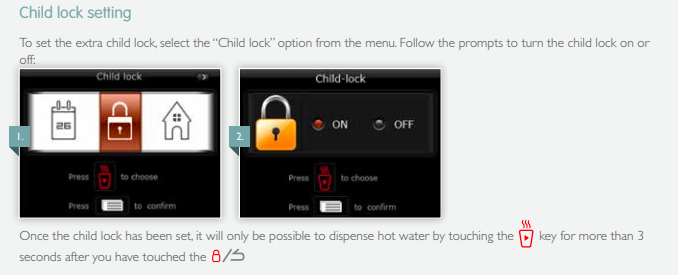 Child lock setting
To set the extra child lock, select the “Child lock” option from the menu. Follow the prompts to turn the child lock on or
off:
Child lock
26
1.
Press to choose
Press to confirm
Child-lock
ON OFF
2.
Press to choose
Press to confirm
Once the child lock has been set, it will only be possible to dispense hot water by touching the key for more than 3
seconds after you have touched the /